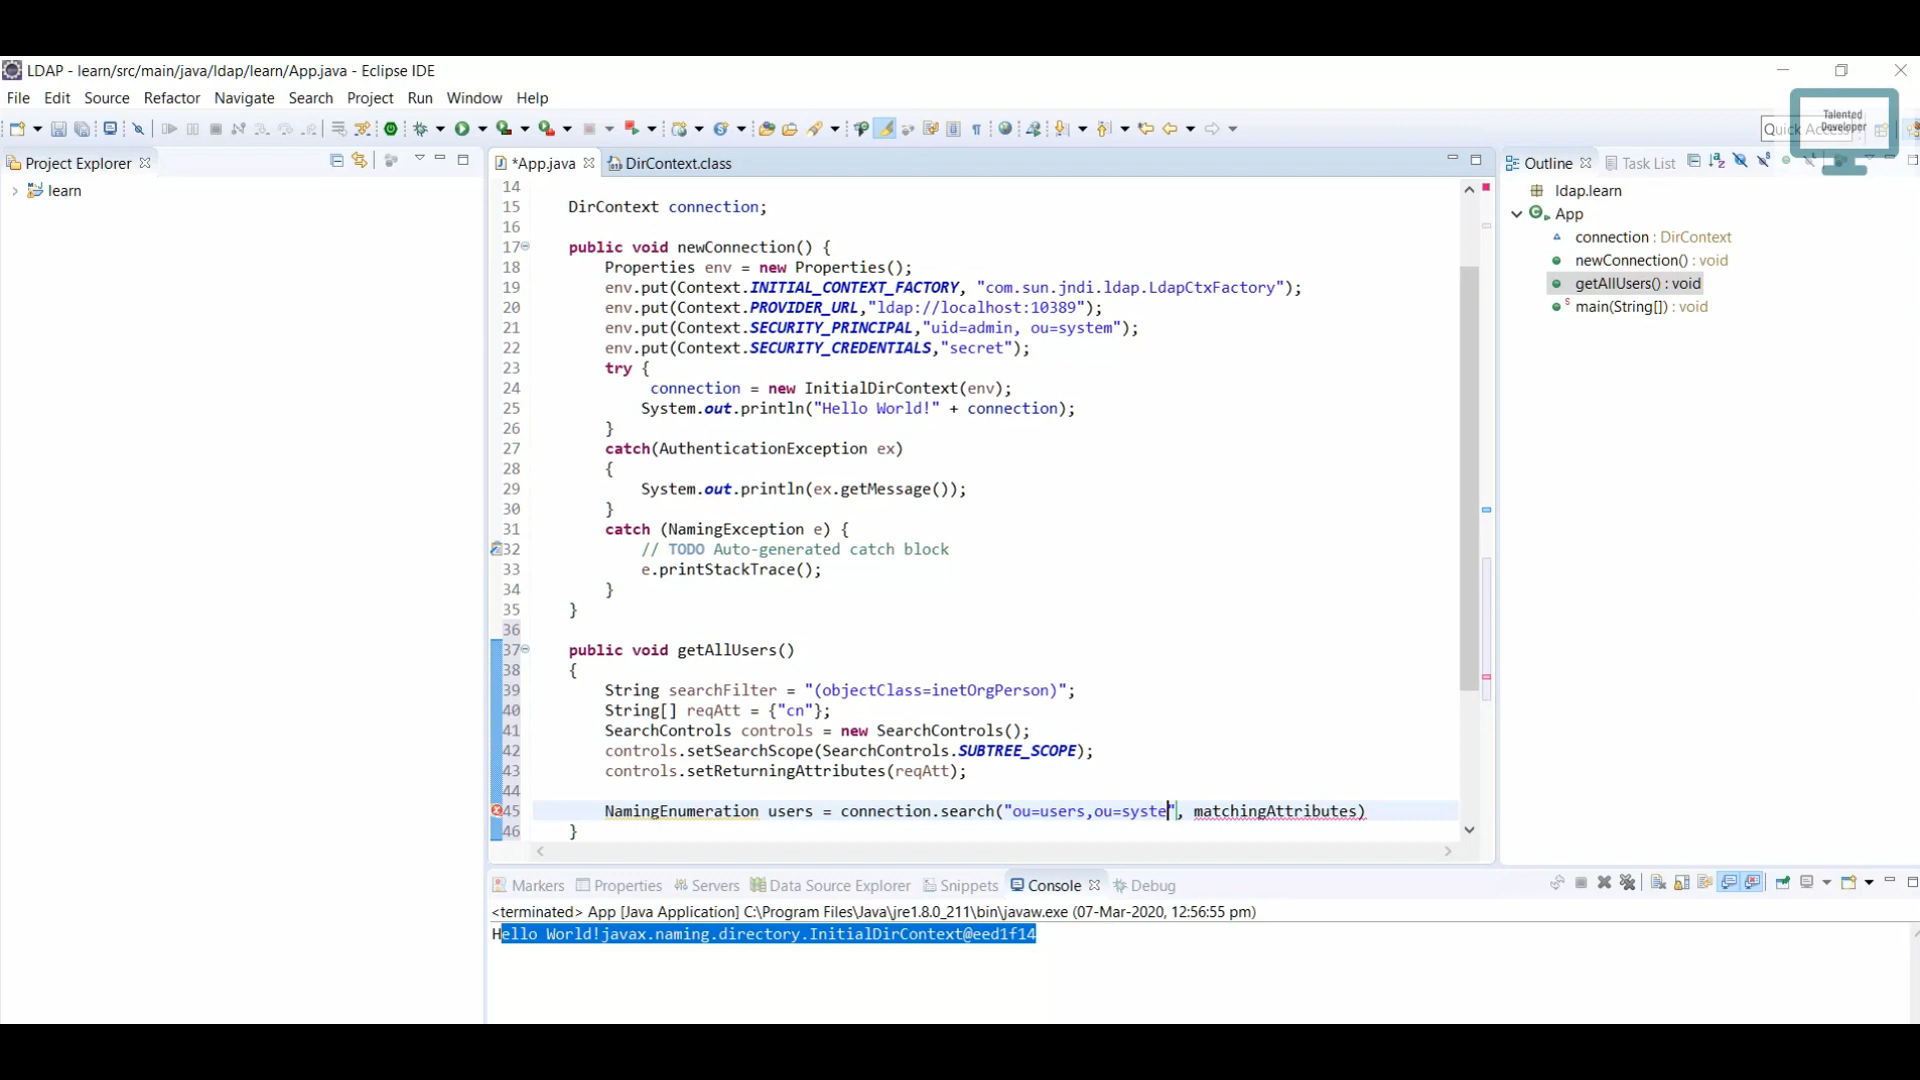 LDAP - learn/src/main/java/ldap/learn/App.java - Eclipse IDE
File Edit Source Refactor Navigate Search Project Run Window Help
Talented
Developer
Quick Access
Project Explorer
*App.java
DirContext.class
Outline
Task List
learn
ldap.learn
App
connection : DirContext
newConnection() : void
getAllUsers() : void
main(String[]) : void
14
15 DirContext connection;
16
17 public void newConnection() {
18 Properties env = new Properties();
19 env.put(Context.INITIAL_CONTEXT_FACTORY, "com.sun.jndi.ldap.LdapCtxFactory");
20 env.put(Context.PROVIDER_URL,"ldap://localhost:10389");
21 env.put(Context.SECURITY_PRINCIPAL,"uid=admin, ou=system");
22 env.put(Context.SECURITY_CREDENTIALS,"secret");
23 try {
24 connection = new InitialDirContext(env);
25 System.out.println("Hello World!" + connection);
26 }
27 catch(AuthenticationException ex)
28 {
29 System.out.println(ex.getMessage());
30 }
31 catch (NamingException e) {
32 // TODO Auto-generated catch block
33 e.printStackTrace();
34 }
35 }
36
37 public void getAllUsers()
38 {
39 String searchFilter = "(objectClass=inetOrgPerson)";
40 String[] reqAtt = {"cn"};
41 SearchControls controls = new SearchControls();
42 controls.setSearchScope(SearchControls.SUBTREE_SCOPE);
43 controls.setReturningAttributes(reqAtt);
44
45 NamingEnumeration users = connection.search("ou=users,ou=syste", matchingAttributes)
46 }
Markers Properties Servers Data Source Explorer Snippets Console Debug
<terminated> App [Java Application] C:\Program Files\Java\jre1.8.0_211\bin\javaw.exe (07-Mar-2020, 12:56:55 pm)
Hello World!javax.naming.directory.InitialDirContext@eed1f14